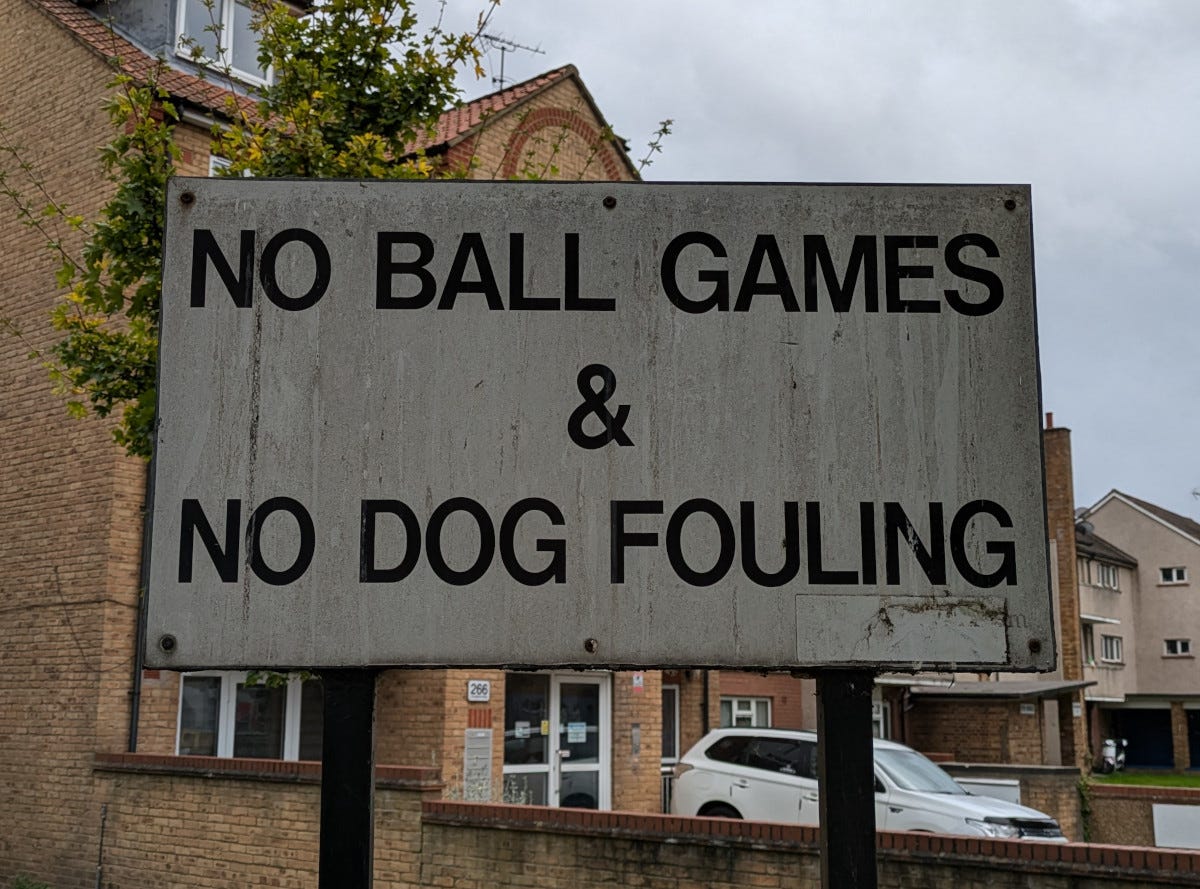 NO BALL GAMES
&
NO DOG FOULING
266